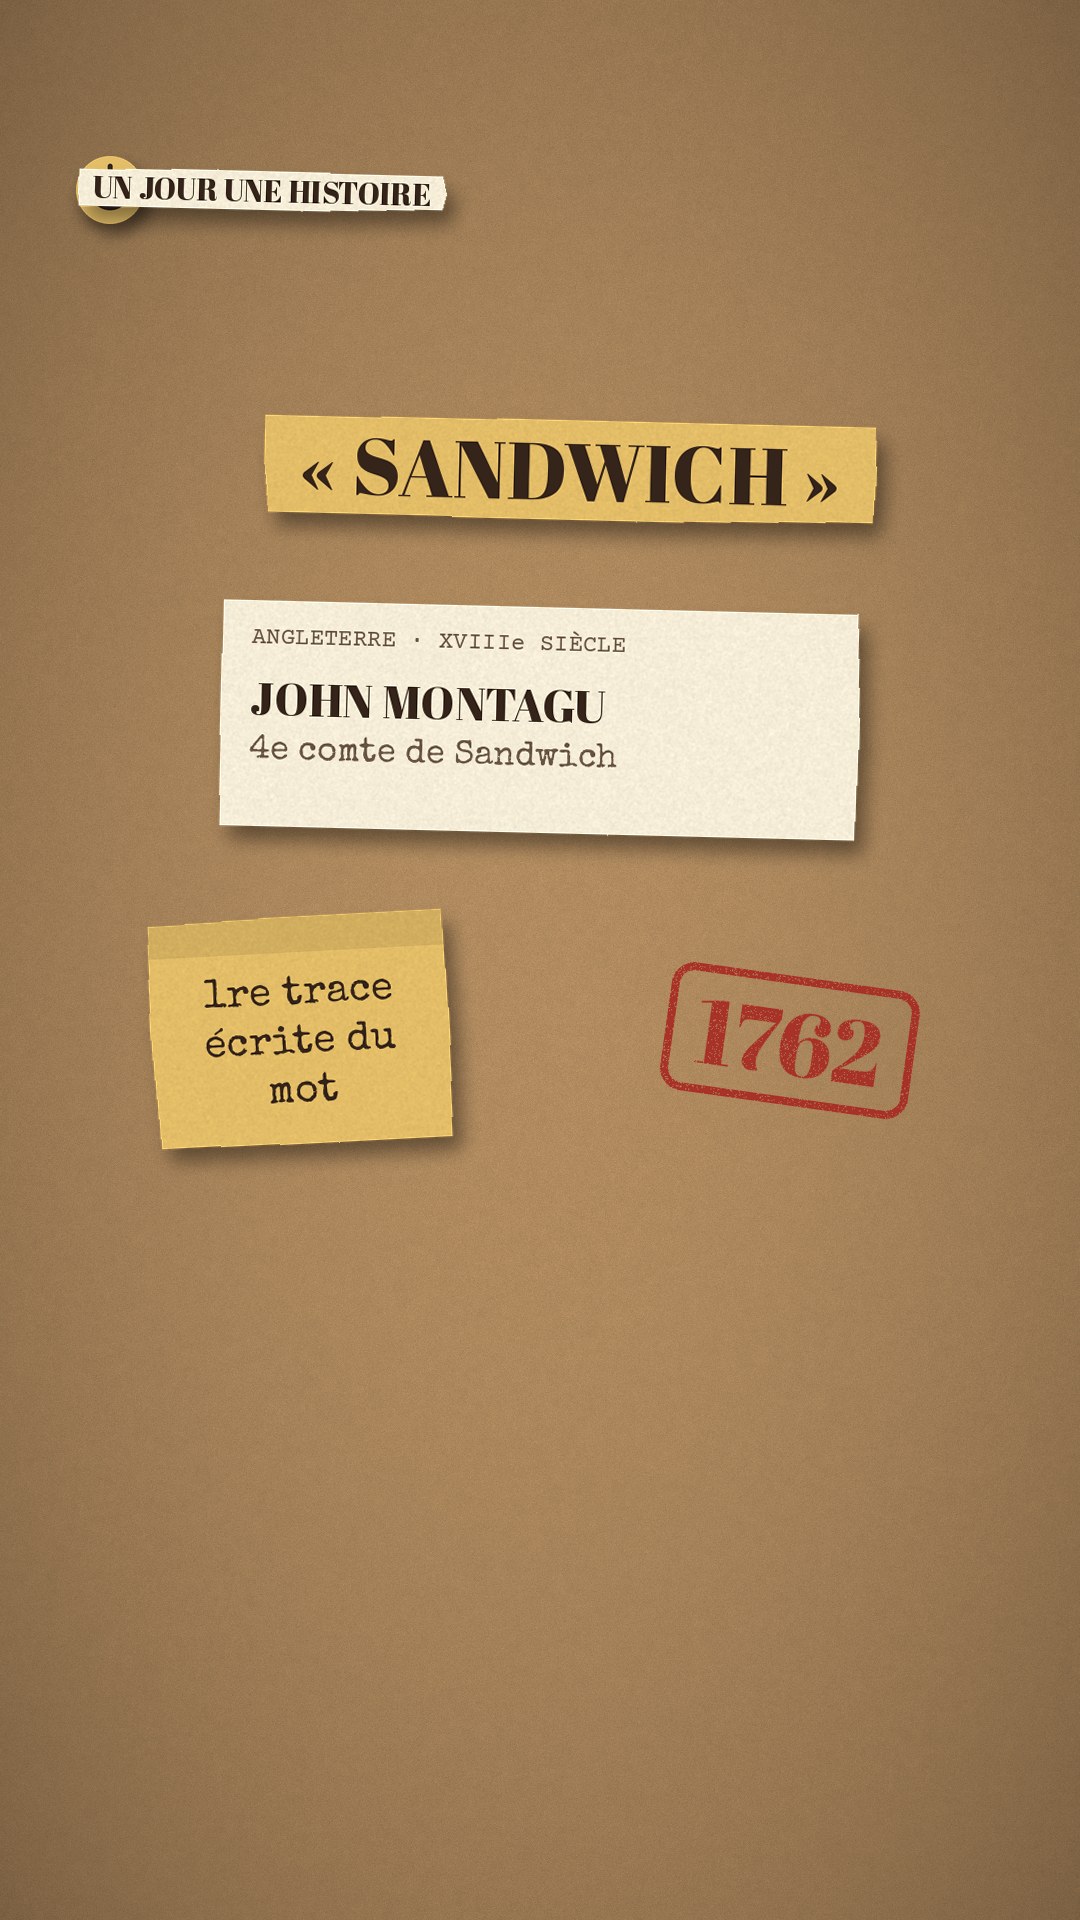 UN JOUR UNE HISTOIRE
« SANDWICH »
ANGLETERRE · XVIIIe SIÈCLE
JOHN MONTAGU
4e comte de Sandwich
1re trace
écrite du
mot
1762